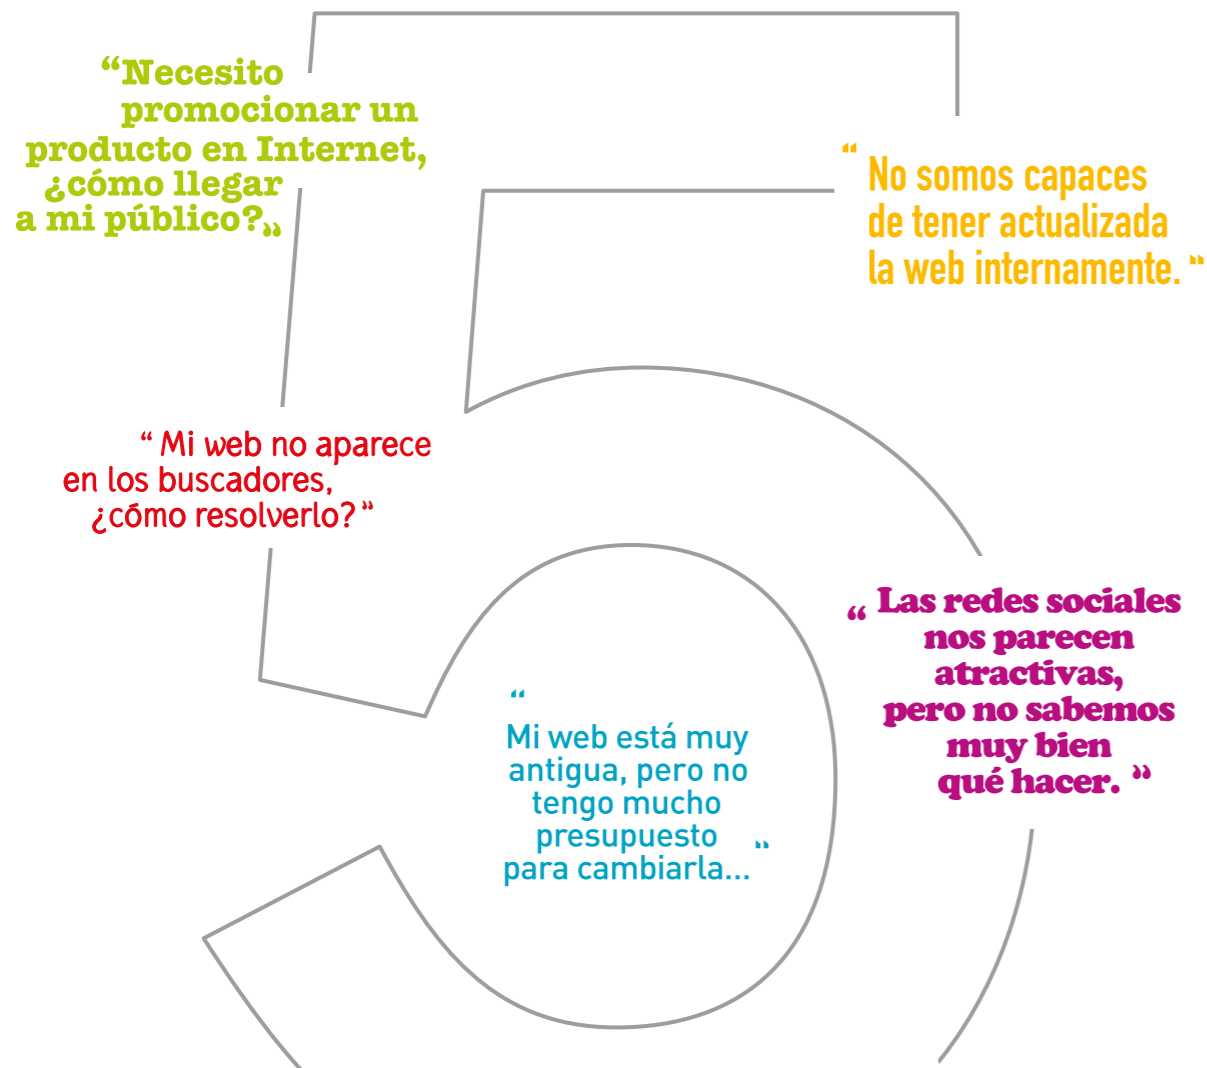 “Necesito
promocionar un
producto en Internet,
¿cómo llegar
a mi público?”
“ No somos capaces
de tener actualizada
la web internamente. “
“ Mi web no aparece
en los buscadores,
¿cómo resolverlo? ”
“ Las redes sociales
nos parecen
atractivas,
pero no sabemos
muy bien
qué hacer. ”
“
Mi web está muy
antigua, pero no
tengo mucho
presupuesto
para cambiarla... ”